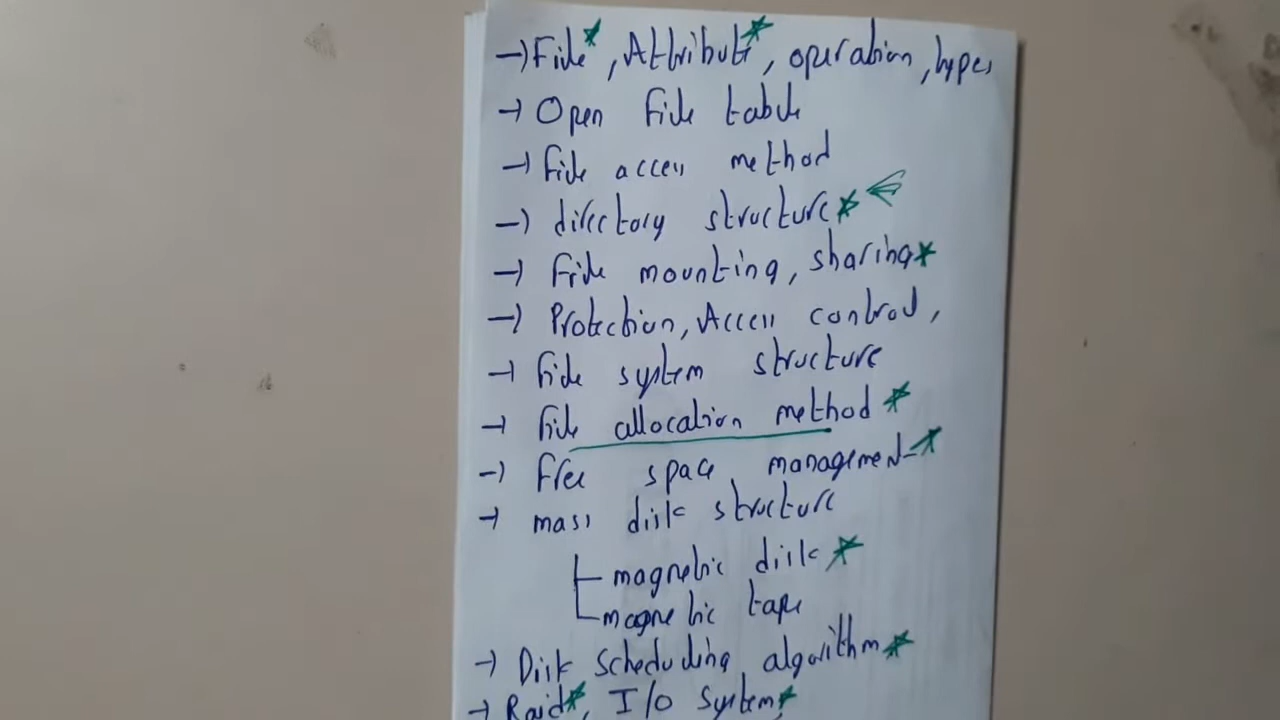 → File*, Attribute*, operation, types
→ Open file table
→ file access method
→ directory structure*
→ File mounting, sharing*
→ Protection, Access control,
→ file system structure
→ file allocation method *
→ free space management *
→ mass disk structure
magnetic disk *
magnetic tape
→ Disk scheduling algorithm *
→ Raid*, I/O System*